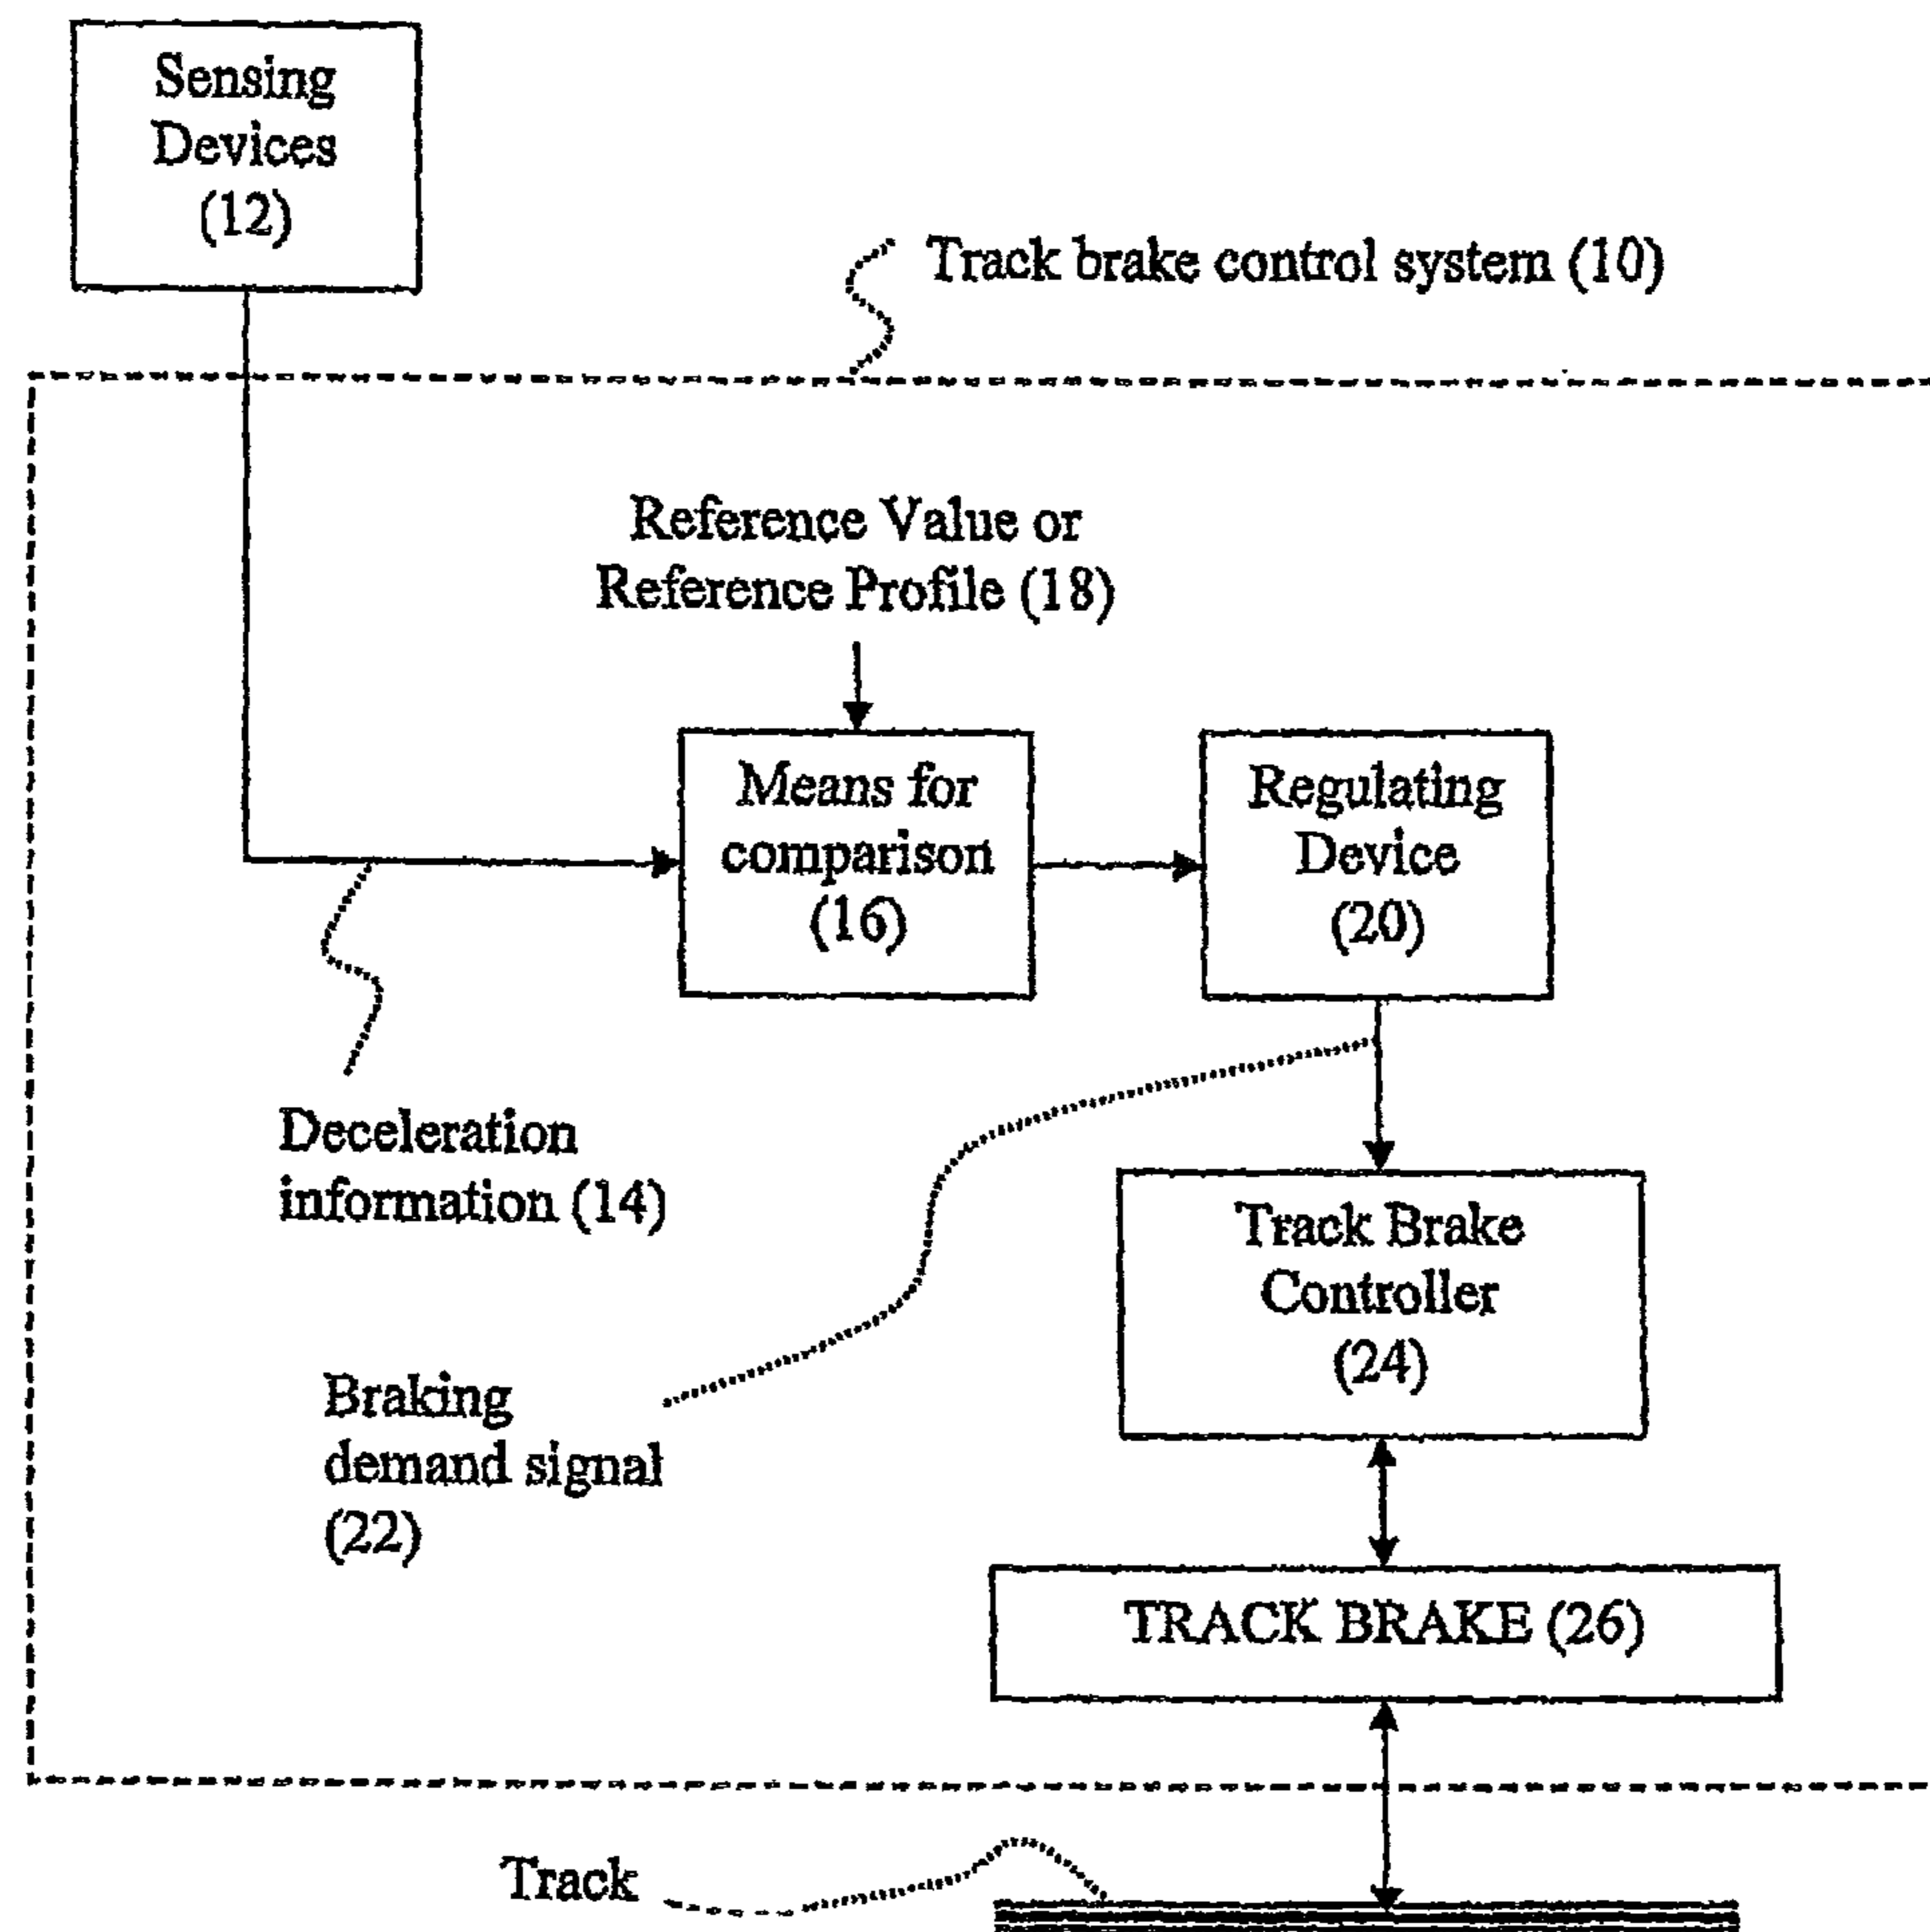 Sensing
Devices
(12)
Track brake control system (10)
Reference Value or
Reference Profile (18)
Means for
comparison
(16)
Regulating
Device
(20)
Deceleration
information (14)
Track Brake
Controller
(24)
Braking
demand signal
(22)
TRACK BRAKE (26)
Track